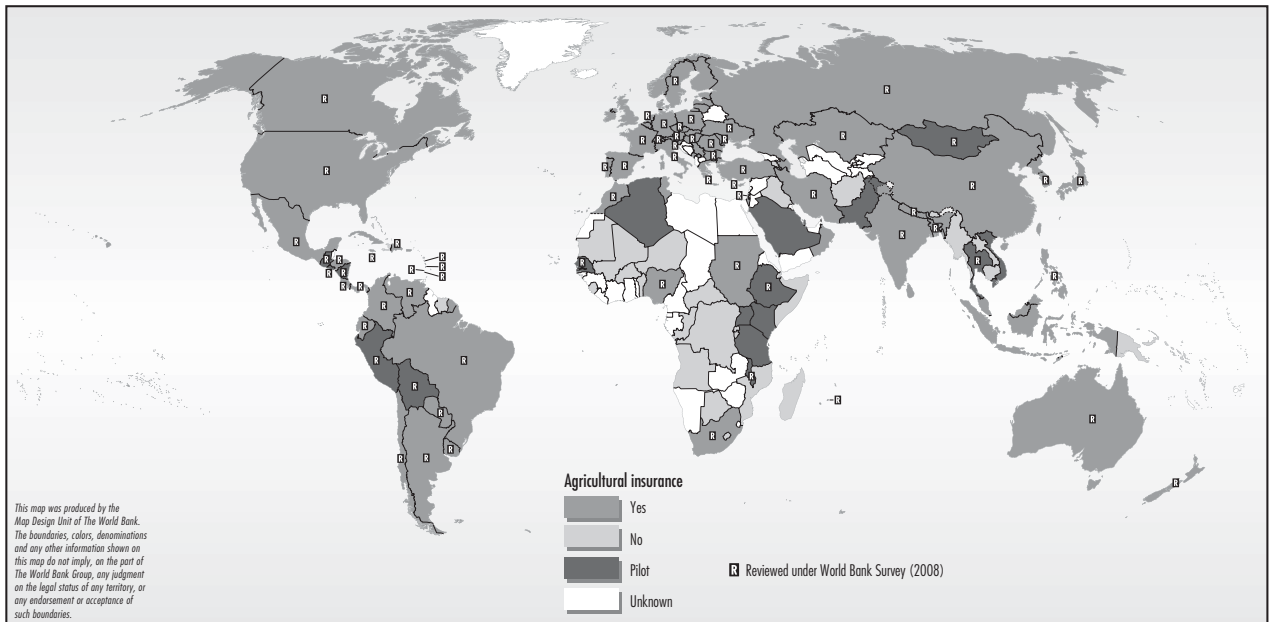 Agricultural insurance
Yes
No
Pilot
Unknown
R Reviewed under World Bank Survey (2008)
This map was produced by the
Map Design Unit of The World Bank.
The boundaries, colors, denominations
and any other information shown on
this map do not imply, on the part of
The World Bank Group, any judgment
on the legal status of any territory, or
any endorsement or acceptance of
such boundaries.